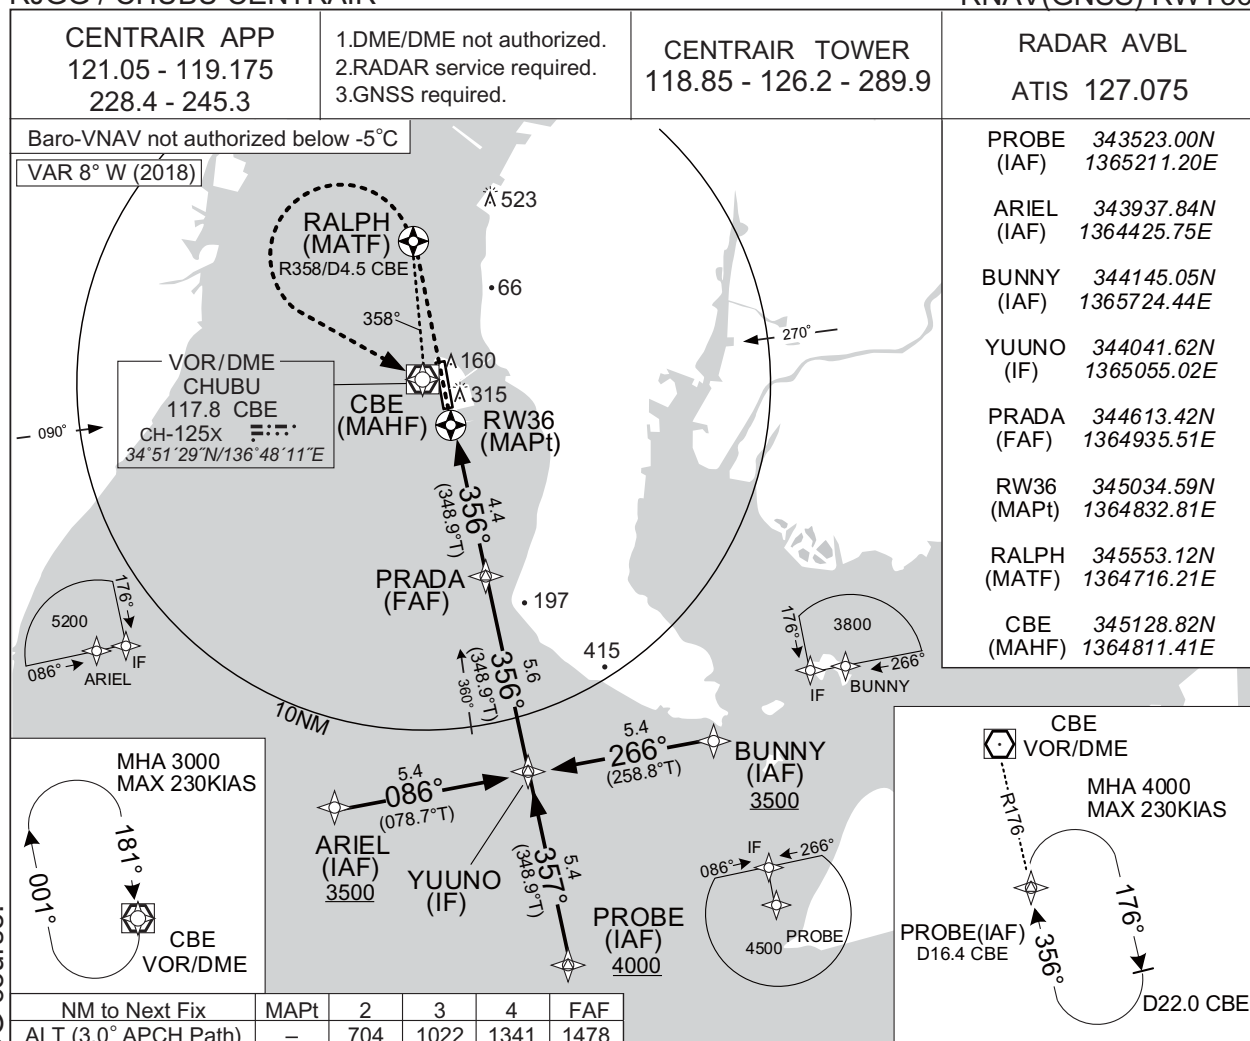 CENTRAIR APP
121.05 - 119.175
228.4 - 245.3
1.DME/DME not authorized.
2.RADAR service required.
3.GNSS required.
CENTRAIR TOWER
118.85 - 126.2 - 289.9
RADAR AVBL
ATIS 127.075
Baro-VNAV not authorized below -5°C
VAR 8° W (2018)
PROBE 343523.00N
(IAF) 1365211.20E
ARIEL 343937.84N
(IAF) 1364425.75E
BUNNY 344145.05N
(IAF) 1365724.44E
YUUNO 344041.62N
(IF) 1365055.02E
PRADA 344613.42N
(FAF) 1364935.51E
RW36 345034.59N
(MAPt) 1364832.81E
RALPH 345553.12N
(MATF) 1364716.21E
CBE 345128.82N
(MAHF) 1364811.41E
523
RALPH
(MATF)
R358/D4.5 CBE
66
358°
270°
160
315
VOR/DME
CHUBU
117.8 CBE
CH-125X
34°51´29˝N/136°48´11˝E
CBE
(MAHF)
RW36
(MAPt)
090°
4.4
356°
(348.9°T)
PRADA
(FAF)
197
415
5200
176°
086°
IF
ARIEL
3800
176°
266°
IF
BUNNY
5.6
356°
(348.9°T)
360°
10NM
5.4
266°
(258.8°T)
BUNNY
(IAF)
3500
5.4
086°
(078.7°T)
ARIEL
(IAF)
3500
YUUNO
(IF)
5.4
357°
(348.9°T)
PROBE
(IAF)
4000
IF
086°
266°
4500
PROBE
MHA 3000
MAX 230KIAS
181°
001°
CBE
VOR/DME
CBE
VOR/DME
MHA 4000
MAX 230KIAS
R176
176°
356°
PROBE(IAF)
D16.4 CBE
D22.0 CBE
NM to Next Fix MAPt 2 3 4 FAF
ALT (3.0° APCH Path) – 704 1022 1341 1478